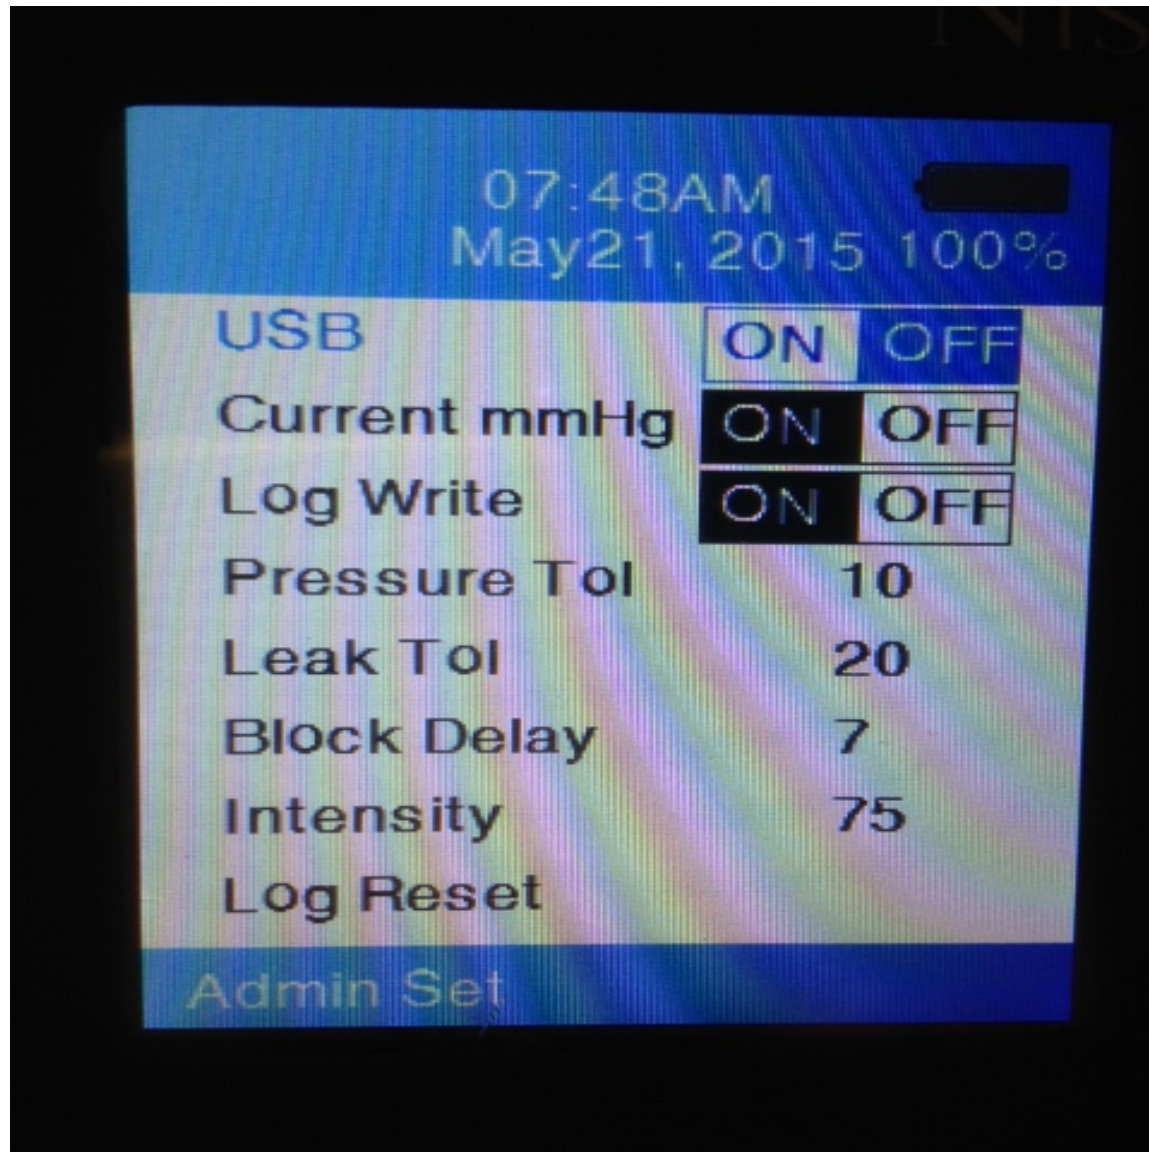 NIS
07:48AM
May21, 2015 100%
USB ON OFF
Current mmHg ON OFF
Log Write ON OFF
Pressure Tol 10
Leak Tol 20
Block Delay 7
Intensity 75
Log Reset
Admin Set